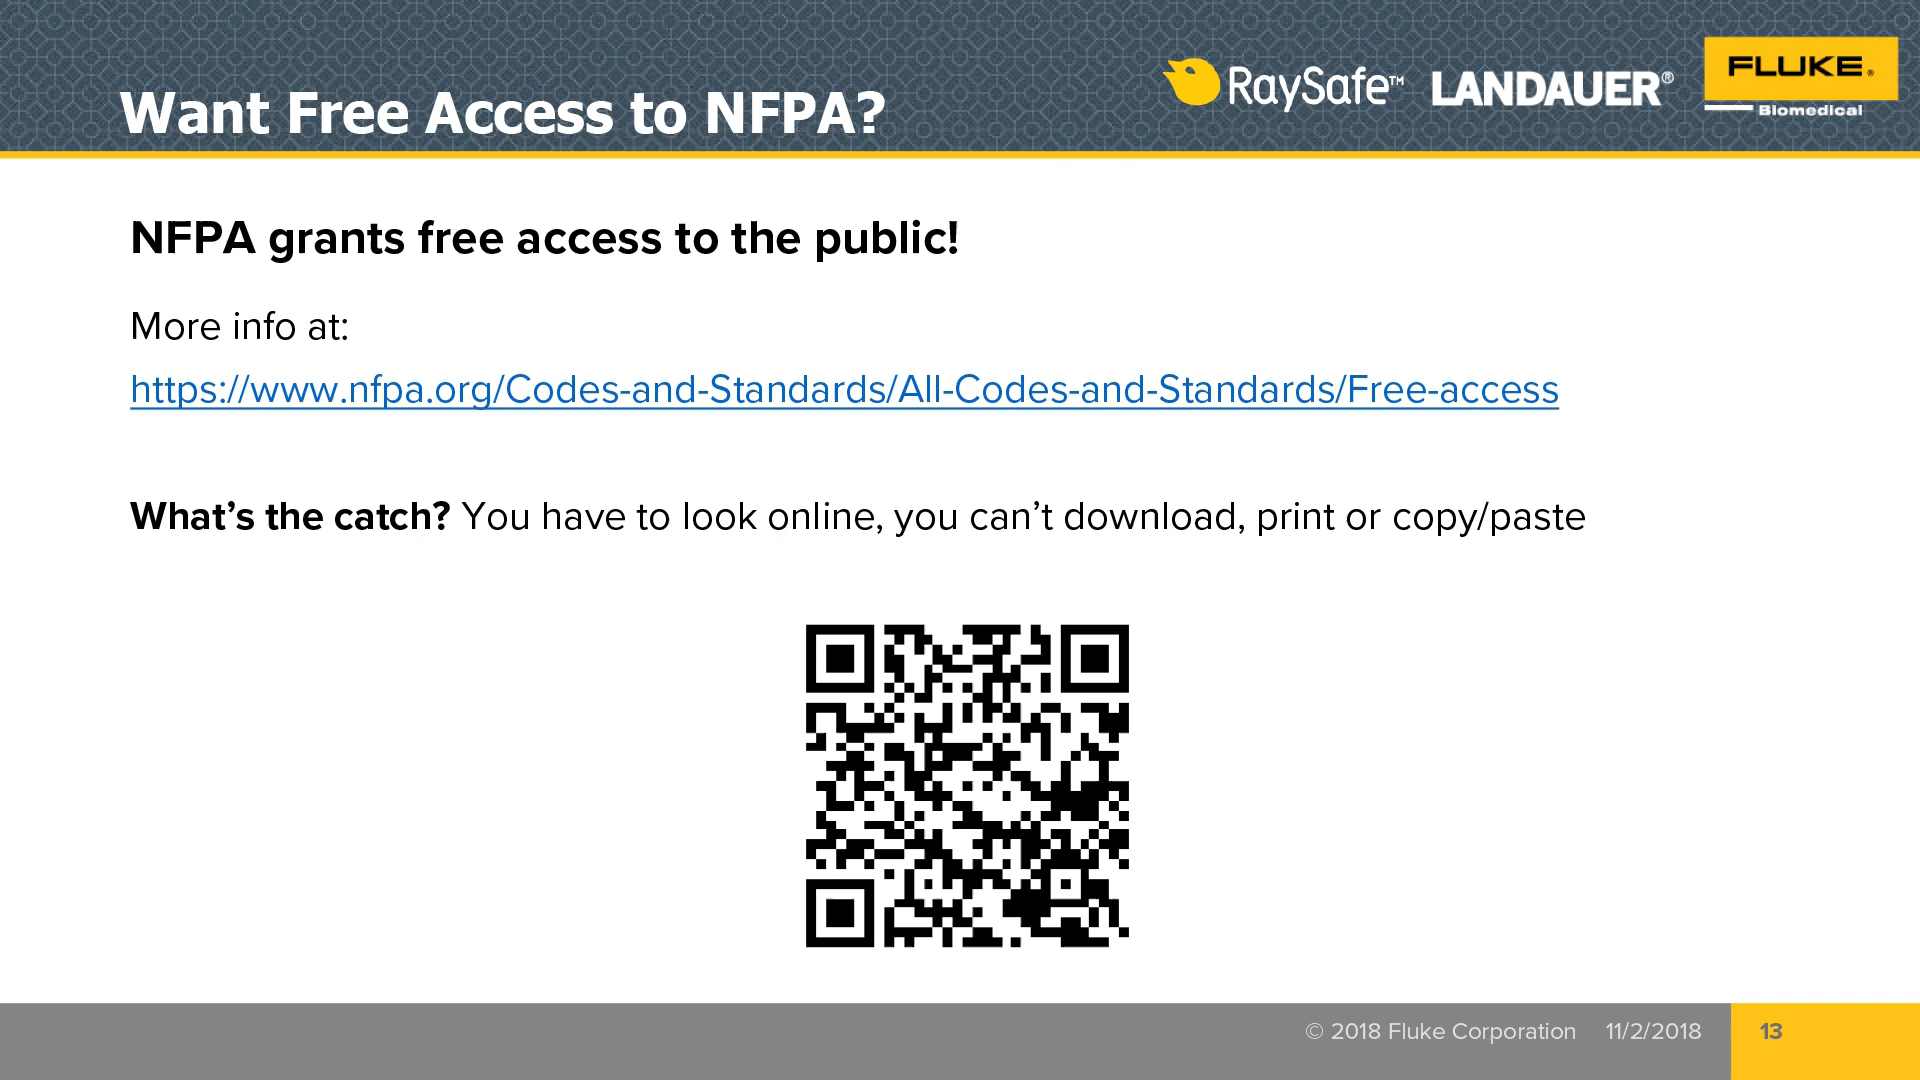 Want Free Access to NFPA?
RaySafe™
LANDAUER®
FLUKE®
Biomedical
NFPA grants free access to the public!
More info at:
https://www.nfpa.org/Codes-and-Standards/All-Codes-and-Standards/Free-access
What’s the catch? You have to look online, you can’t download, print or copy/paste
© 2018 Fluke Corporation 11/2/2018 13